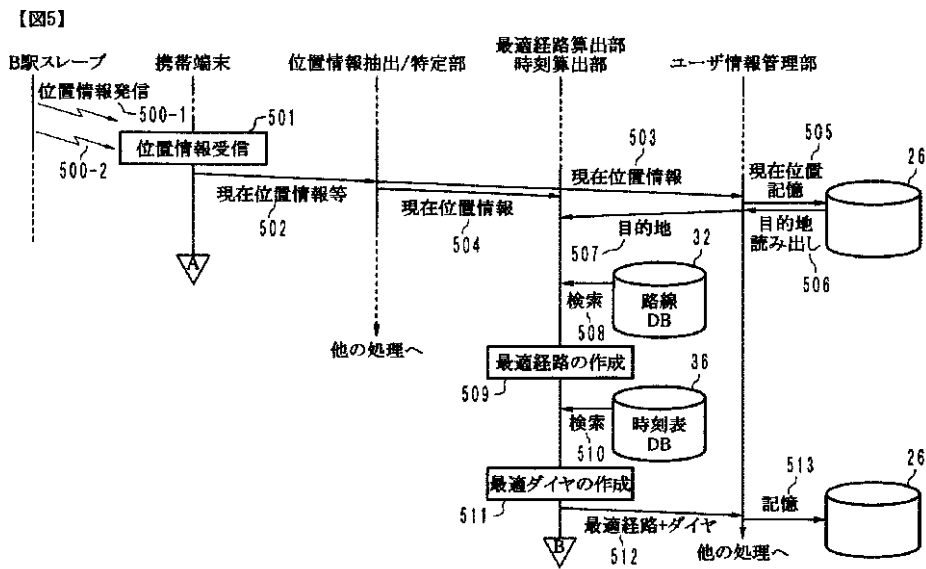 【図5】
B駅スレーブ
携帯端末
位置情報抽出/特定部
最適経路算出部
時刻算出部
ユーザ情報管理部
位置情報発信
500-1
501
位置情報受信
500-2
503
505
26
現在位置情報
現在位置
記憶
現在位置情報等
502
現在位置情報
504
目的地
507
目的地
読み出し
506
A
32
検索
508
路線
DB
他の処理へ
最適経路の作成
509
36
検索
510
時刻表
DB
最適ダイヤの作成
511
513
26
記憶
最適経路+ダイヤ
512
B
他の処理へ